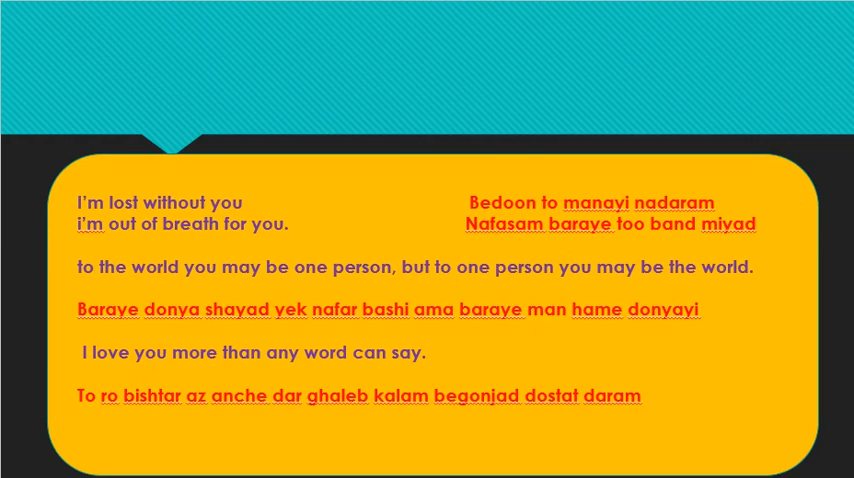 I'm lost without you Bedoon to manayi nadaram
i'm out of breath for you. Nafasam baraye too band miyad
to the world you may be one person, but to one person you may be the world.
Baraye donya shayad yek nafar bashi ama baraye man hame donyayi
I love you more than any word can say.
To ro bishtar az anche dar ghaleb kalam begonjad dostat daram